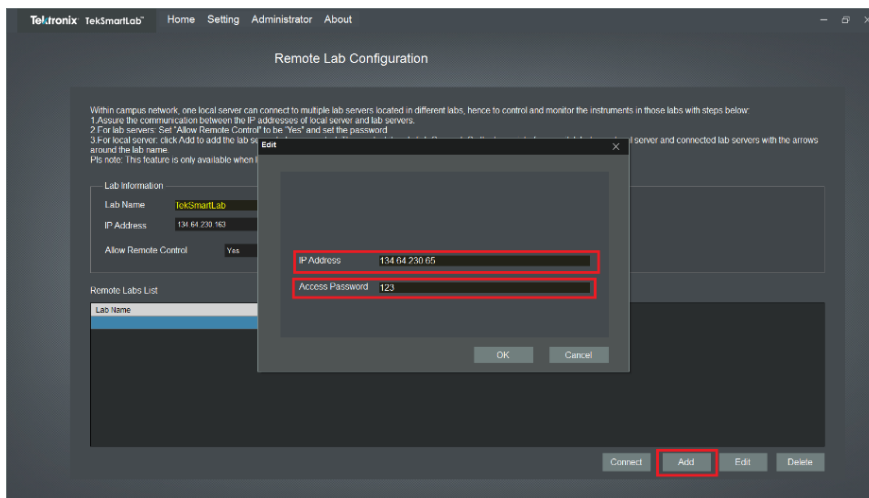 Tektronix TekSmartLab™ Home Setting Administrator About
Remote Lab Configuration
Within campus network, one local server can connect to multiple lab servers located in different labs, hence to control and monitor the instruments in those labs with steps below:
1.Assure the communication between the IP addresses of local server and lab servers.
2.For lab servers: Set "Allow Remote Control" to be "Yes" and set the password
3.For local server: click Add to add the lab
server and connected lab servers with the arrows
around the lab name.
Pls note: This feature is only available when
Edit
Lab Information
Lab Name TekSmartLab
IP Address 134.64.230.163
Allow Remote Control Yes
IP Address 134.64.230.65
Access Password 123
OK Cancel
Remote Labs List
Lab Name
Connect Add Edit Delete